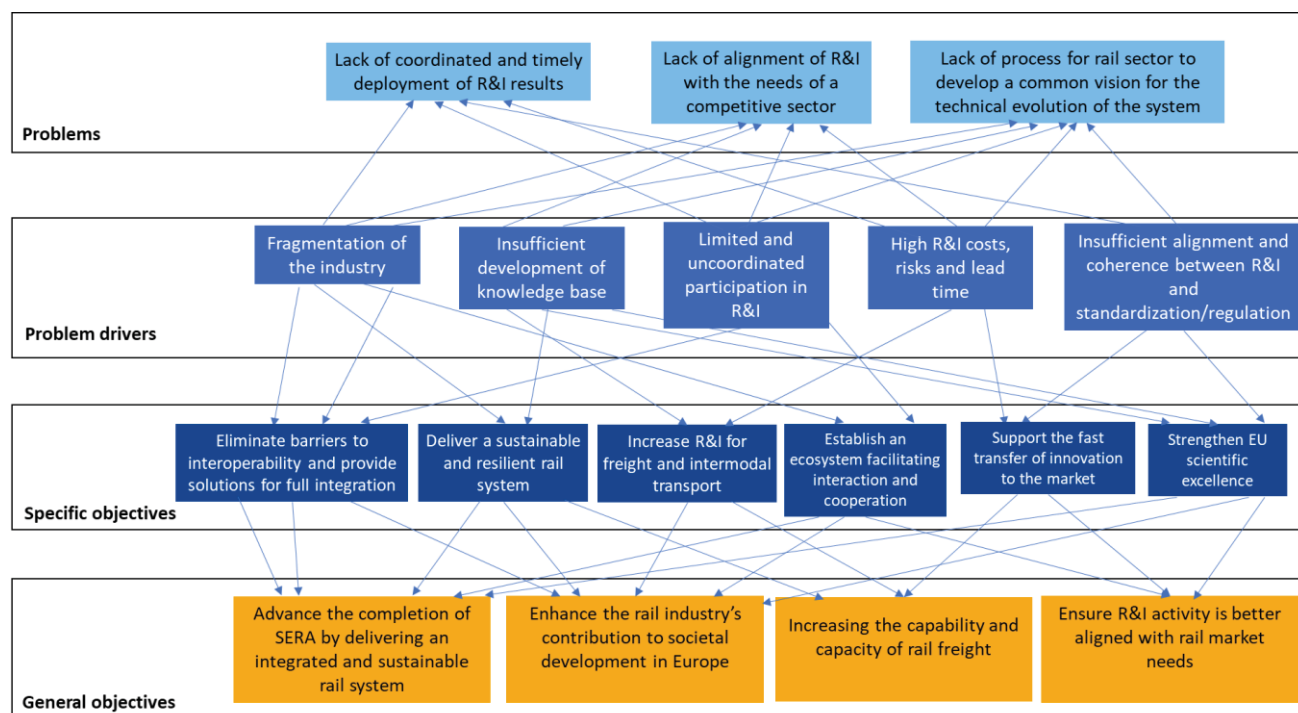 Lack of coordinated and timely
deployment of R&I results
Lack of alignment of R&I
with the needs of a
competitive sector
Lack of process for rail sector to
develop a common vision for the
technical evolution of the system
Problems
Fragmentation of
the industry
Insufficient
development of
knowledge base
Limited and
uncoordinated
participation in
R&I
High R&I costs,
risks and lead
time
Insufficient alignment and
coherence between R&I
and
standardization/regulation
Problem drivers
Eliminate barriers to
interoperability and provide
solutions for full integration
Deliver a sustainable
and resilient rail
system
Increase R&I for
freight and intermodal
transport
Establish an
ecosystem facilitating
interaction and
cooperation
Support the fast
transfer of innovation
to the market
Strengthen EU
scientific
excellence
Specific objectives
Advance the completion of
SERA by delivering an
integrated and sustainable
rail system
Enhance the rail industry’s
contribution to societal
development in Europe
Increasing the capability and
capacity of rail freight
Ensure R&I activity is better
aligned with rail market
needs
General objectives